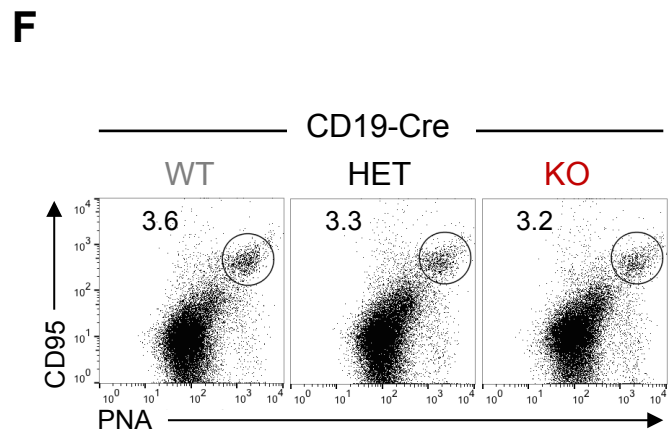 F
CD19-Cre
WT HET KO
3.6 3.3 3.2
10⁴
10³
10²
10¹
10⁰
CD95
10⁰ 10¹ 10² 10³ 10⁴ 10⁰ 10¹ 10² 10³ 10⁴ 10⁰ 10¹ 10² 10³ 10⁴
PNA